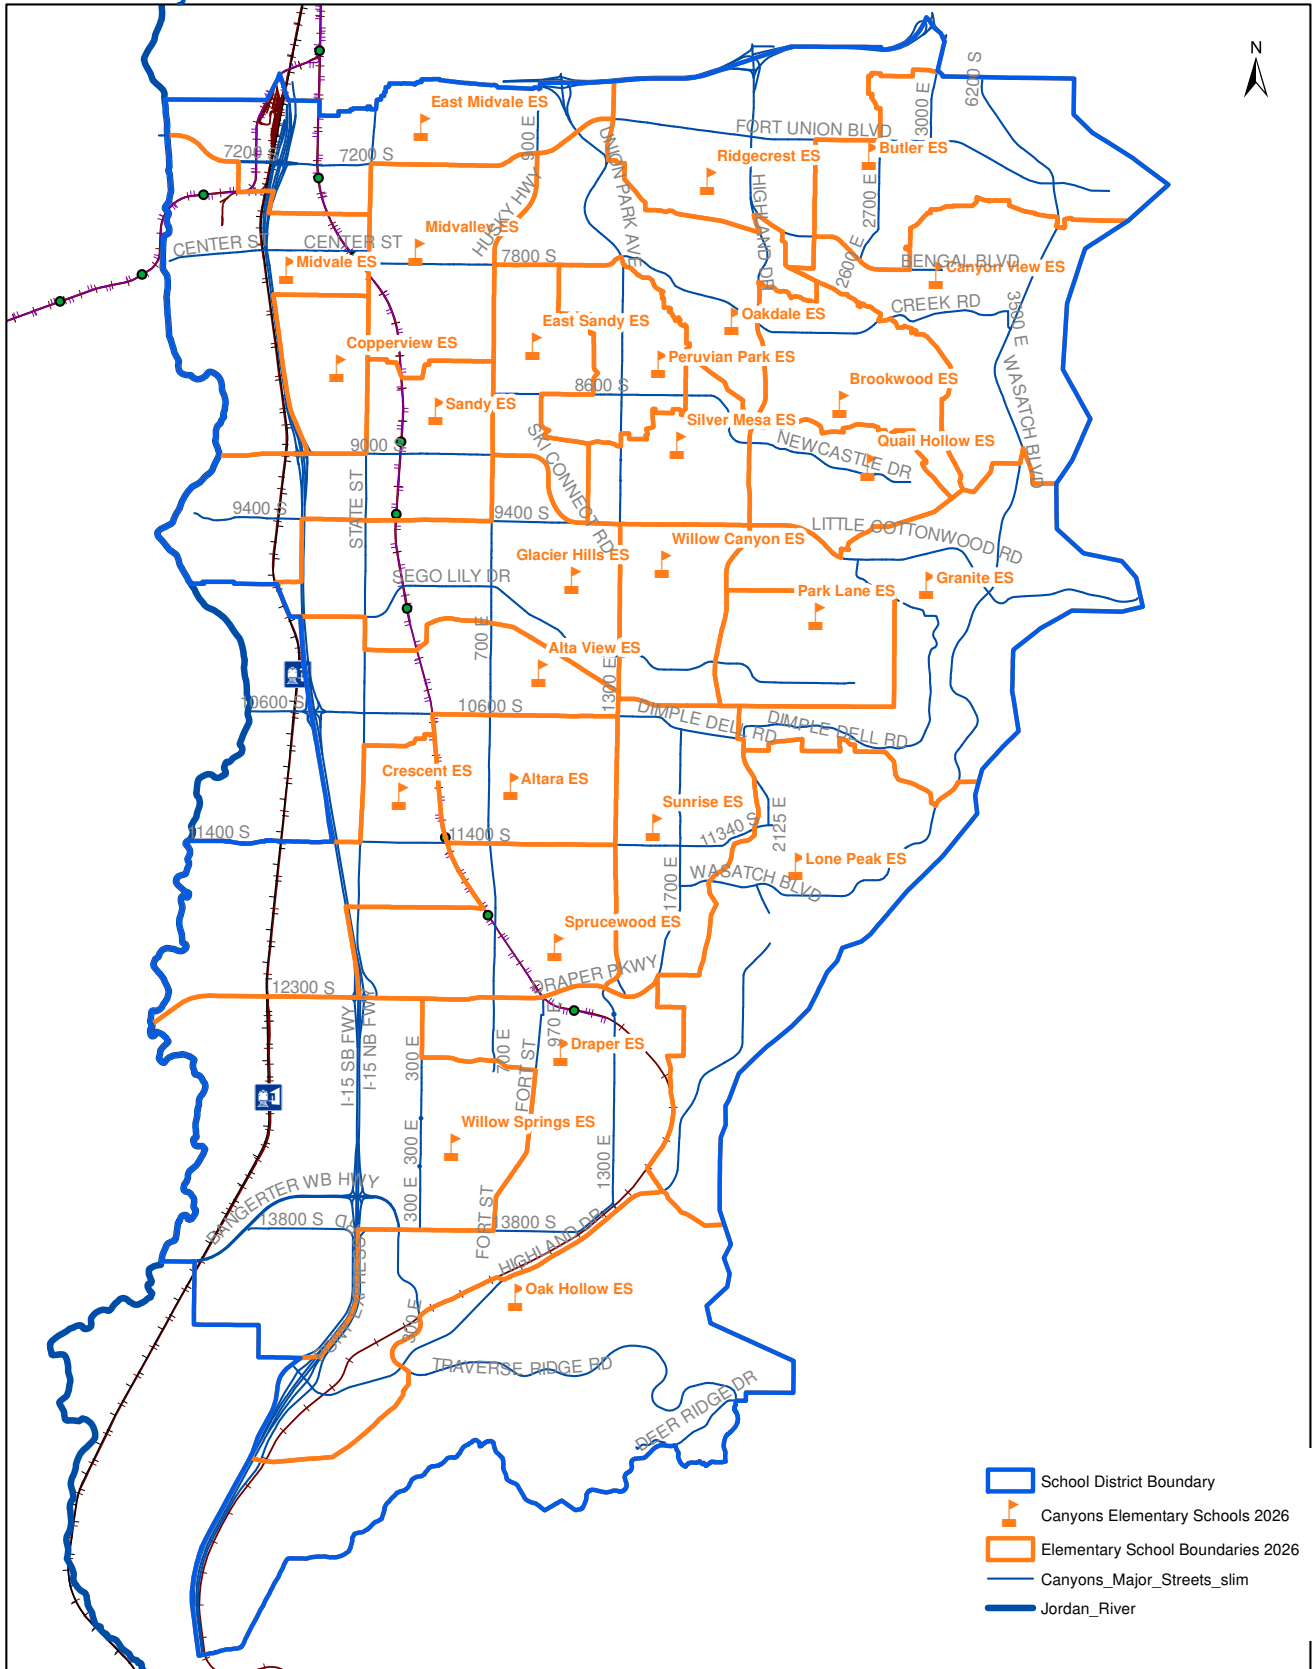 N
6200 S
East Midvale ES
3000 E
900 E
FORT UNION BLVD
UNION PARK AVE
7200 S
7200 S
Ridgecrest ES
Butler ES
HIGHLAND DR
2700 E
HUSKY HWY
Midvalley ES
CENTER ST
CENTER ST
7800 S
2600 E
BENGAL BLVD
Midvale ES
Canyon View ES
CREEK RD
3500 E
Oakdale ES
East Sandy ES
Copperview ES
Peruvian Park ES
WASATCH BLVD
8600 S
Brookwood ES
Sandy ES
Silver Mesa ES
9000 S
SKI CONNECT RD
NEWCASTLE DR
Quail Hollow ES
STATE ST
9400 S
9400 S
LITTLE COTTONWOOD RD
Willow Canyon ES
Glacier Hills ES
SEGO LILY DR
Park Lane ES
Granite ES
700 E
Alta View ES
1300 E
10600 S
10600 S
DIMPLE DELL RD
DIMPLE DELL RD
Crescent ES
Altara ES
Sunrise ES
2125 E
11400 S
11400 S
11340 S
Lone Peak ES
1700 E
WASATCH BLVD
Sprucewood ES
DRAPER PKWY
12300 S
I-15 SB FWY
I-15 NB FWY
970 E
300 E
700 E
Draper ES
FORT ST
Willow Springs ES
300 E
1300 E
BANGERTER WB HWY
300 E
FORT ST
13800 S
13800 S
HIGHLAND DR
Oak Hollow ES
300 E
TRAVERSE RIDGE RD
DEER RIDGE DR
School District Boundary
Canyons Elementary Schools 2026
Elementary School Boundaries 2026
Canyons_Major_Streets_slim
Jordan_River